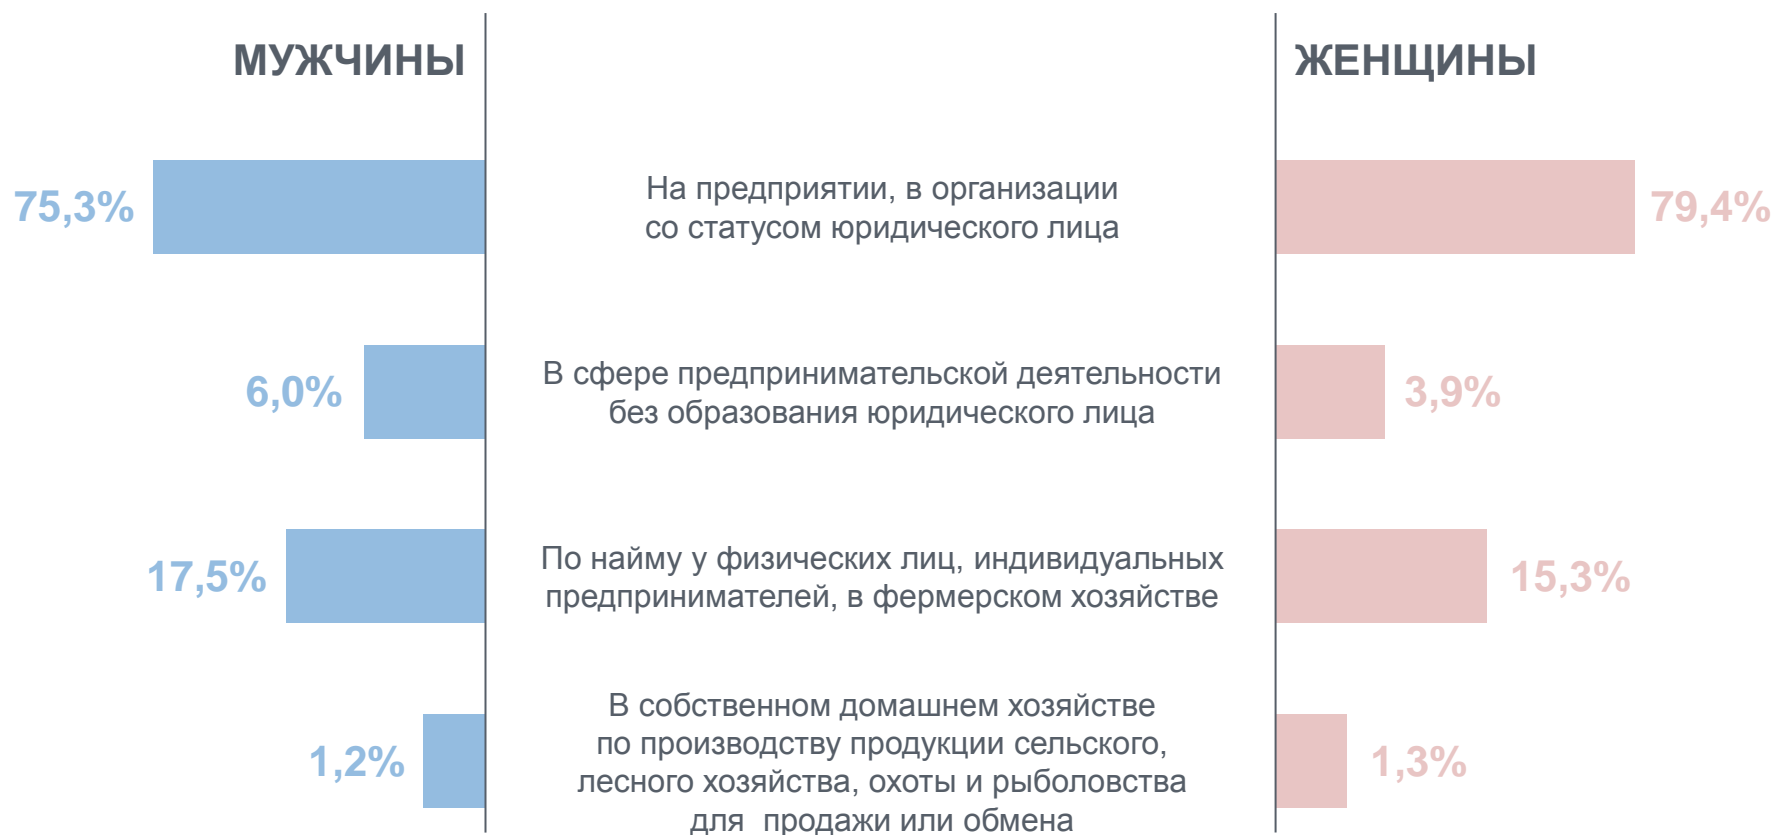 МУЖЧИНЫ
ЖЕНЩИНЫ
75,3%
На предприятии, в организации
со статусом юридического лица
79,4%
6,0%
В сфере предпринимательской деятельности
без образования юридического лица
3,9%
17,5%
По найму у физических лиц, индивидуальных
предпринимателей, в фермерском хозяйстве
15,3%
1,2%
В собственном домашнем хозяйстве
по производству продукции сельского,
лесного хозяйства, охоты и рыболовства
для  продажи или обмена
1,3%